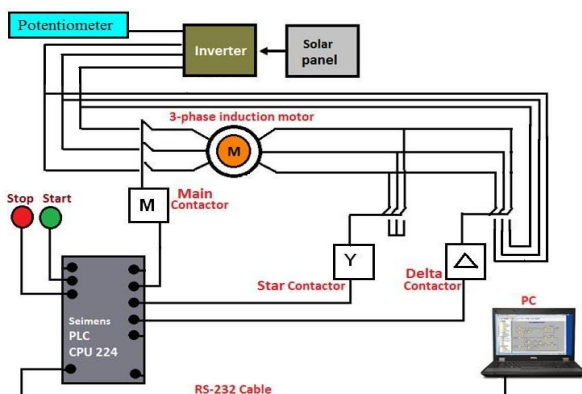 Potentiometer
Inverter
Solar
panel
3-phase induction motor
M
Main
Contactor
M
Stop
Start
Y
Star Contactor
Δ
Delta
Contactor
Seimens
PLC
CPU 224
PC
RS-232 Cable